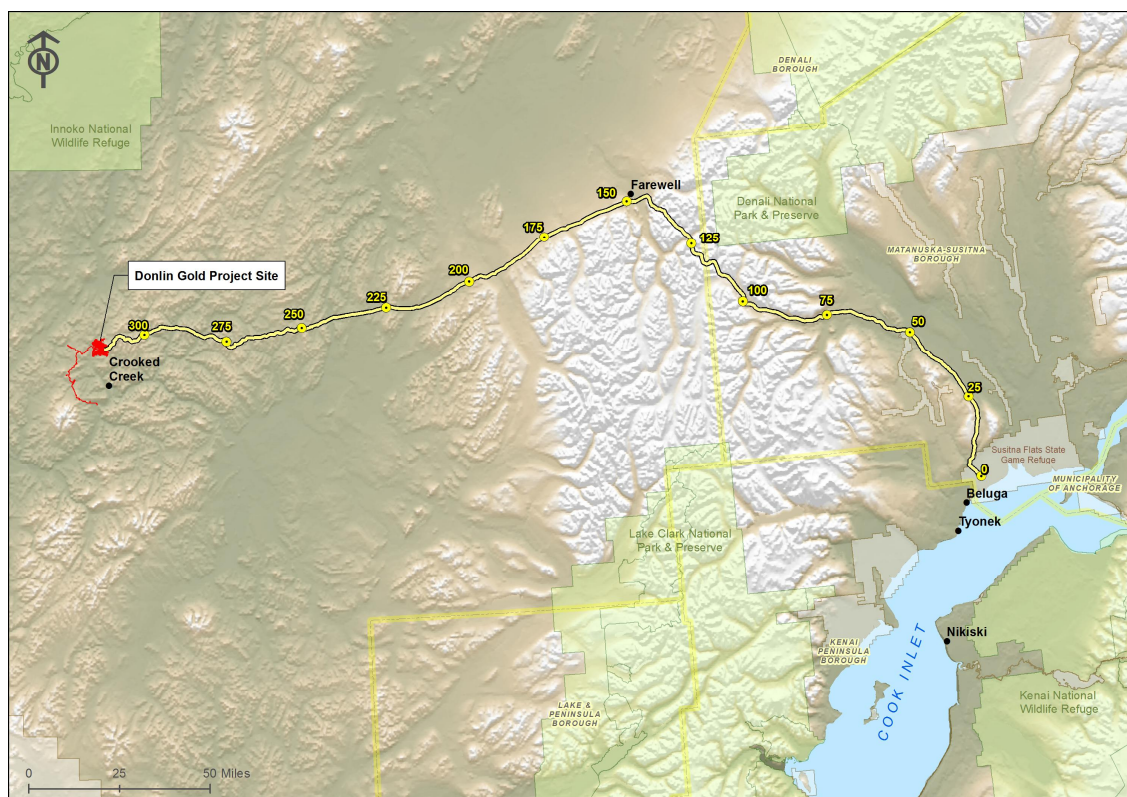 N
DENALI
BOROUGH
Innoko National
Wildlife Refuge
150
Farewell
Denali National
Park & Preserve
175
125
MATANUSKA-SUSITNA
BOROUGH
Donlin Gold Project Site
200
225
100
75
250
50
300
275
Crooked
Creek
25
Susitna Flats State
Game Refuge
0
MUNICIPALITY
OF ANCHORAGE
Beluga
Tyonek
Lake Clark National
Park & Preserve
Nikiski
KENAI
PENINSULA
BOROUGH
COOK INLET
Kenai National
Wildlife Refuge
LAKE &
PENINSULA
BOROUGH
0 25 50 Miles